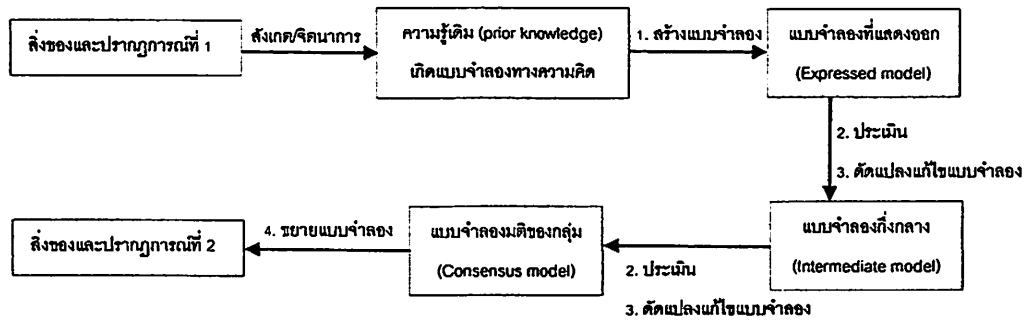 สิ่งของและปรากฏการณ์ที่ 1
สังเกต/จิตนาการ
ความรู้เดิม (prior knowledge)
เกิดแบบจำลองทางความคิด
1. สร้างแบบจำลอง
แบบจำลองที่แสดงออก
(Expressed model)
2. ประเมิน
3. ดัดแปลงแก้ไขแบบจำลอง
แบบจำลองกึ่งกลาง
(Intermediate model)
2. ประเมิน
3. ดัดแปลงแก้ไขแบบจำลอง
แบบจำลองมติของกลุ่ม
(Consensus model)
4. ขยายแบบจำลอง
สิ่งของและปรากฏการณ์ที่ 2